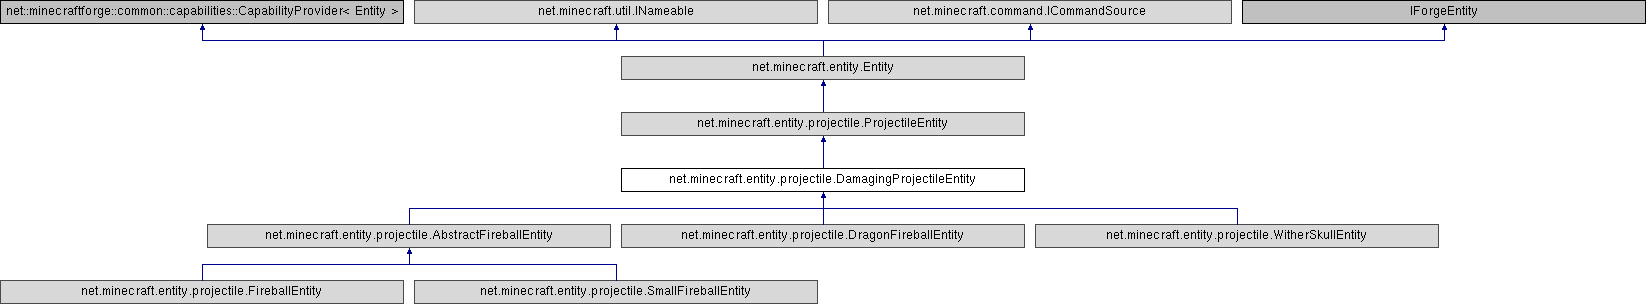 net::minecraftforge::common::capabilities::CapabilityProvider< Entity >
net.minecraft.util.INameable
net.minecraft.command.ICommandSource
IForgeEntity
net.minecraft.entity.Entity
net.minecraft.entity.projectile.ProjectileEntity
net.minecraft.entity.projectile.DamagingProjectileEntity
net.minecraft.entity.projectile.AbstractFireballEntity
net.minecraft.entity.projectile.DragonFireballEntity
net.minecraft.entity.projectile.WitherSkullEntity
net.minecraft.entity.projectile.FireballEntity
net.minecraft.entity.projectile.SmallFireballEntity